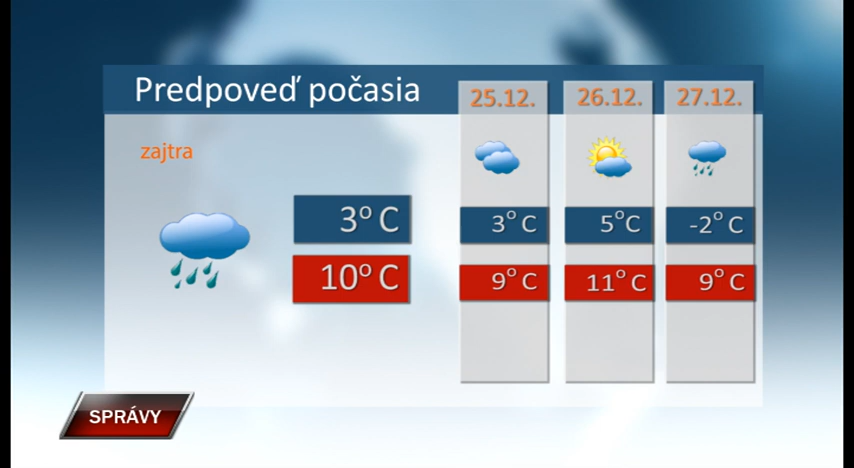 Predpoveď počasia
zajtra
3° C
10° C
25.12.
3° C
9° C
26.12.
5°C
11° C
27.12.
-2° C
9° C
SPRÁVY